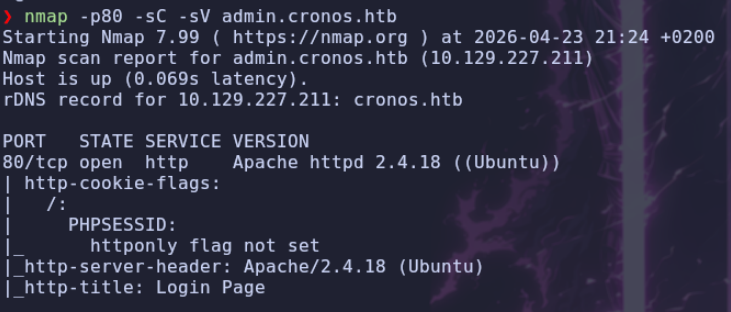 ❯ nmap -p80 -sC -sV admin.cronos.htb
Starting Nmap 7.99 ( https://nmap.org ) at 2026-04-23 21:24 +0200
Nmap scan report for admin.cronos.htb (10.129.227.211)
Host is up (0.069s latency).
rDNS record for 10.129.227.211: cronos.htb

PORT   STATE SERVICE VERSION
80/tcp open  http    Apache httpd 2.4.18 ((Ubuntu))
| http-cookie-flags:
|   /:
|     PHPSESSID:
|_      httponly flag not set
|_http-server-header: Apache/2.4.18 (Ubuntu)
|_http-title: Login Page